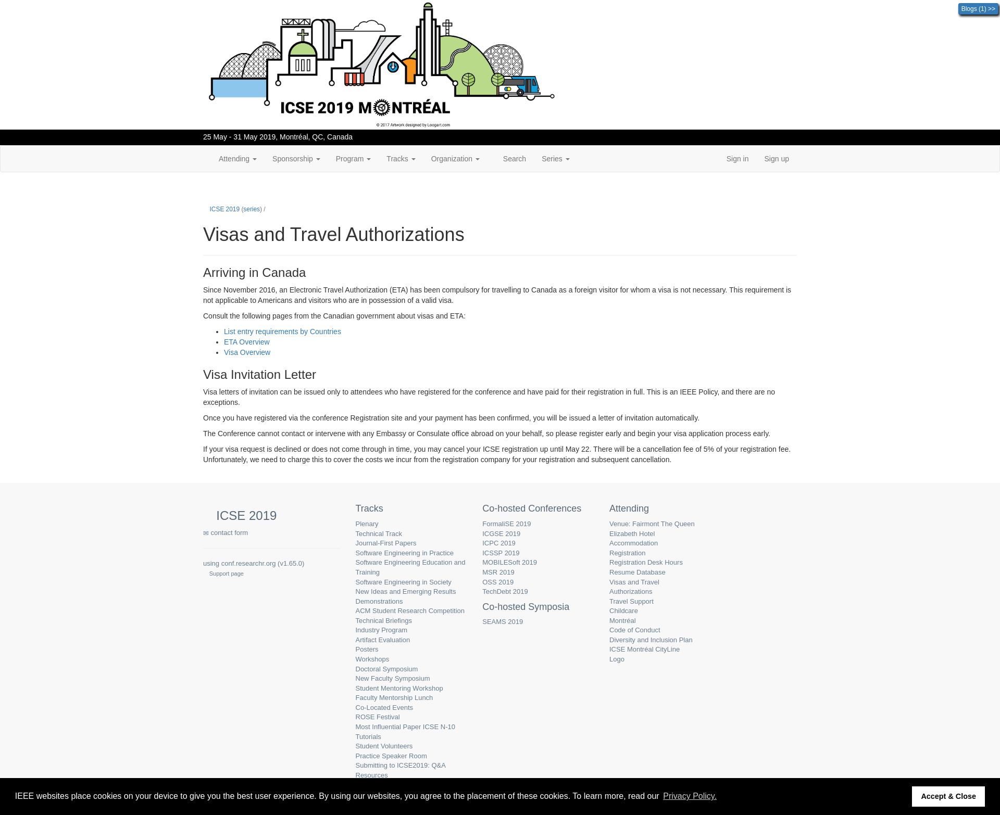 Blogs (1) >>
ICSE 2019 MONTRÉAL
© 2017 Artwork designed by Loogart.com
25 May - 31 May 2019, Montréal, QC, Canada
Attending Sponsorship Program Tracks Organization Search Series Sign in Sign up
ICSE 2019 (series) /
Visas and Travel Authorizations
Arriving in Canada
Since November 2016, an Electronic Travel Authorization (ETA) has been compulsory for travelling to Canada as a foreign visitor for whom a visa is not necessary. This requirement is
not applicable to Americans and visitors who are in possession of a valid visa.
Consult the following pages from the Canadian government about visas and ETA:
• List entry requirements by Countries
• ETA Overview
• Visa Overview
Visa Invitation Letter
Visa letters of invitation can be issued only to attendees who have registered for the conference and have paid for their registration in full. This is an IEEE Policy, and there are no
exceptions.
Once you have registered via the conference Registration site and your payment has been confirmed, you will be issued a letter of invitation automatically.
The Conference cannot contact or intervene with any Embassy or Consulate office abroad on your behalf, so please register early and begin your visa application process early.
If your visa request is declined or does not come through in time, you may cancel your ICSE registration up until May 22. There will be a cancellation fee of 5% of your registration fee.
Unfortunately, we need to charge this to cover the costs we incur from the registration company for your registration and subsequent cancellation.
ICSE 2019
✉ contact form
using conf.researchr.org (v1.65.0)
Support page
Tracks
Plenary
Technical Track
Journal-First Papers
Software Engineering in Practice
Software Engineering Education and
Training
Software Engineering in Society
New Ideas and Emerging Results
Demonstrations
ACM Student Research Competition
Technical Briefings
Industry Program
Artifact Evaluation
Posters
Workshops
Doctoral Symposium
New Faculty Symposium
Student Mentoring Workshop
Faculty Mentorship Lunch
Co-Located Events
ROSE Festival
Most Influential Paper ICSE N-10
Tutorials
Student Volunteers
Practice Speaker Room
Submitting to ICSE2019: Q&A
Resources
Co-hosted Conferences
FormaliSE 2019
ICGSE 2019
ICPC 2019
ICSSP 2019
MOBILESoft 2019
MSR 2019
OSS 2019
TechDebt 2019
Co-hosted Symposia
SEAMS 2019
Attending
Venue: Fairmont The Queen
Elizabeth Hotel
Accommodation
Registration
Registration Desk Hours
Resume Database
Visas and Travel
Authorizations
Travel Support
Childcare
Montréal
Code of Conduct
Diversity and Inclusion Plan
ICSE Montréal CityLine
Logo
IEEE websites place cookies on your device to give you the best user experience. By using our websites, you agree to the placement of these cookies. To learn more, read our Privacy Policy.
Accept & Close